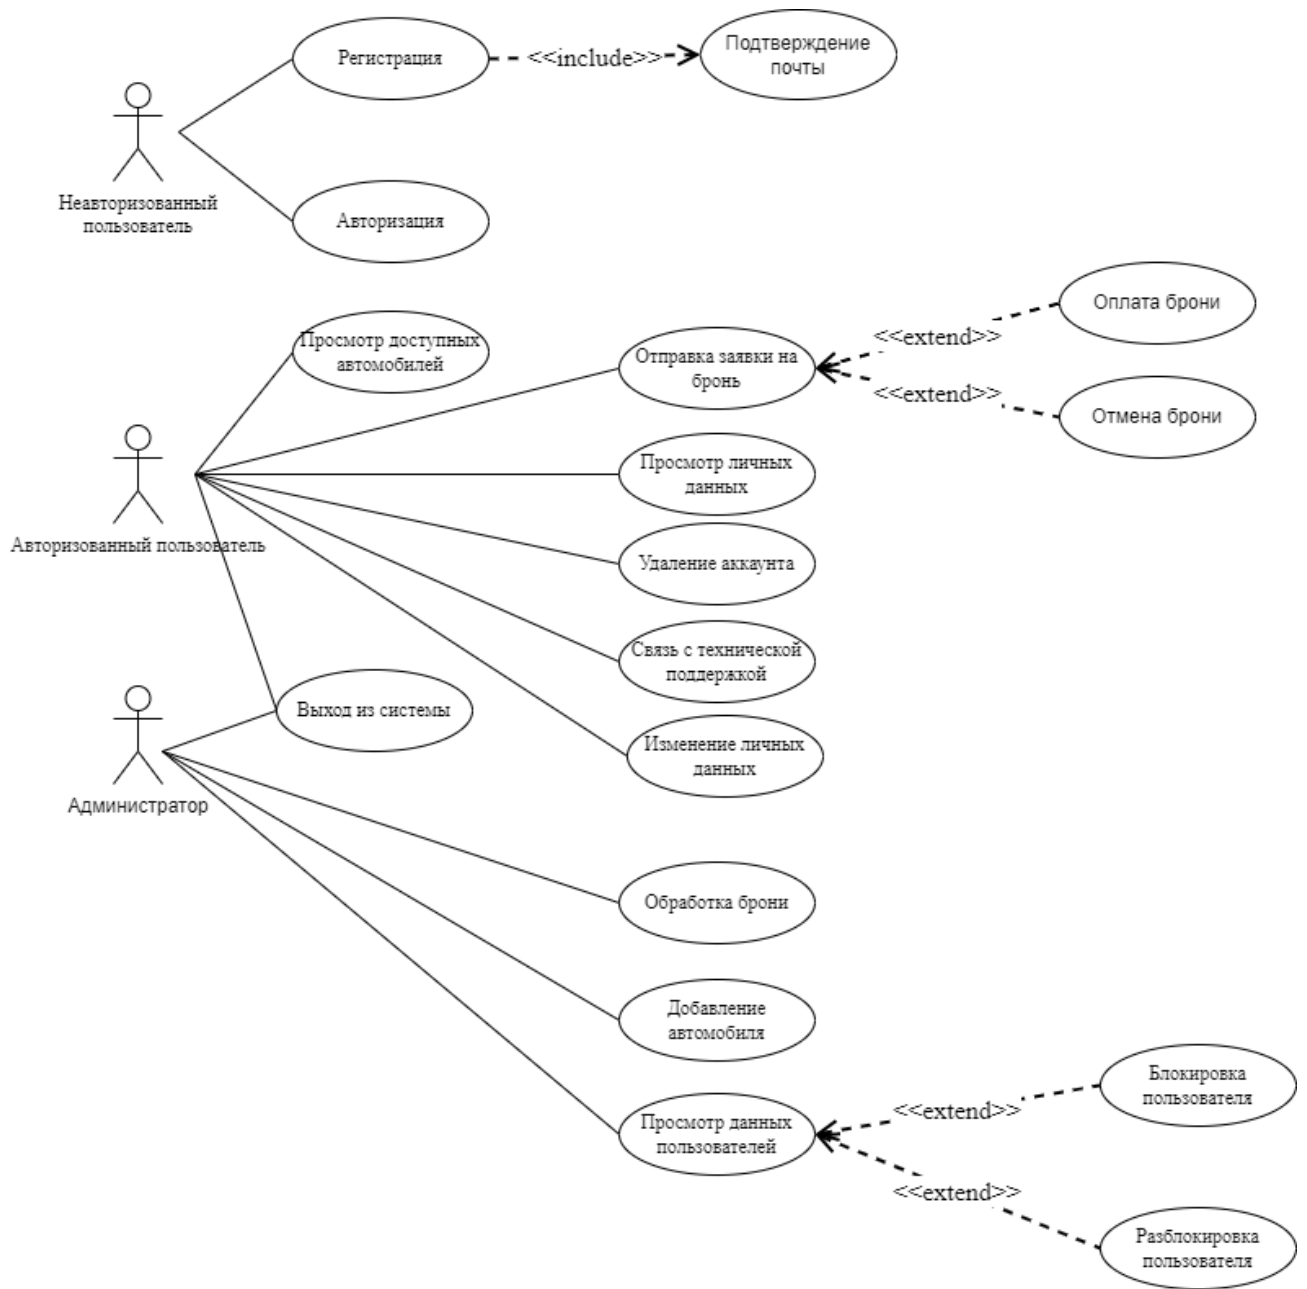 Регистрация
<<include>>
Подтверждение
почты
Неавторизованный
пользователь
Авторизация
Просмотр доступных
автомобилей
Отправка заявки на
бронь
<<extend>>
Оплата брони
<<extend>>
Отмена брони
Авторизованный пользователь
Просмотр личных
данных
Удаление аккаунта
Связь с технической
поддержкой
Выход из системы
Изменение личных
данных
Администратор
Обработка брони
Добавление
автомобиля
Просмотр данных
пользователей
<<extend>>
Блокировка
пользователя
<<extend>>
Разблокировка
пользователя